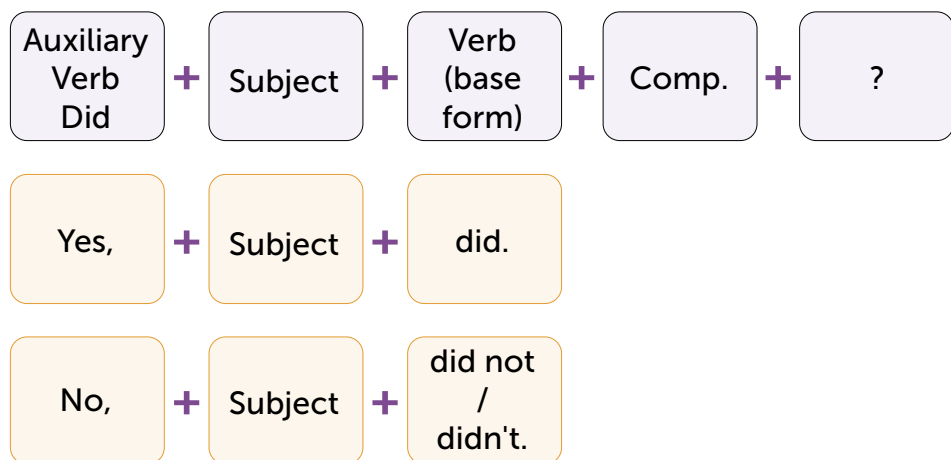 Auxiliary
Verb
Did
+
Subject
+
Verb
(base
form)
+
Comp.
+
?
Yes,
+
Subject
+
did.
No,
+
Subject
+
did not
/
didn't.